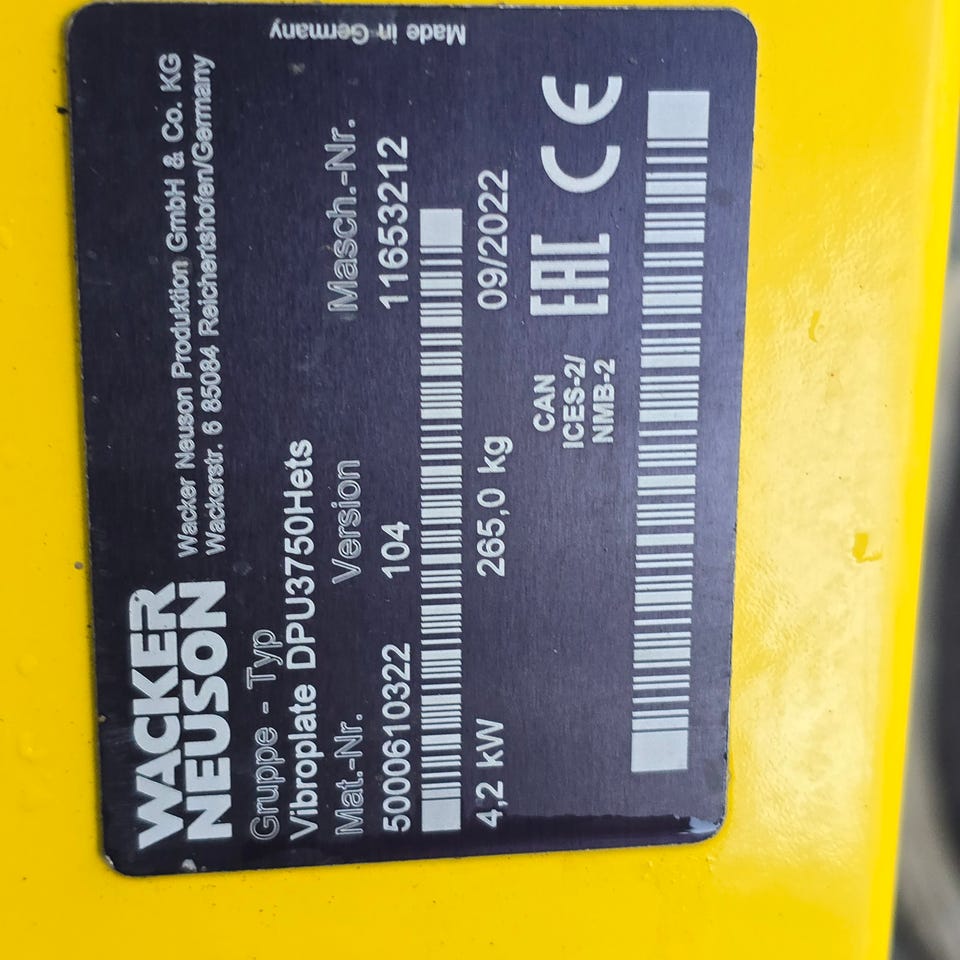 WACKER
NEUSON
Wacker Neuson Produktion GmbH & Co. KG
Wackerstr. 6 85084 Reichertshofen/Germany
Gruppe - Typ
Vibroplate DPU3750Hets
Mat.-Nr. Version Masch.-Nr.
5000610322 104 11653212
4,2 kW 265,0 kg 09/2022
CAN
ICES-2/
NMB-2
EAC CE
Made in Germany